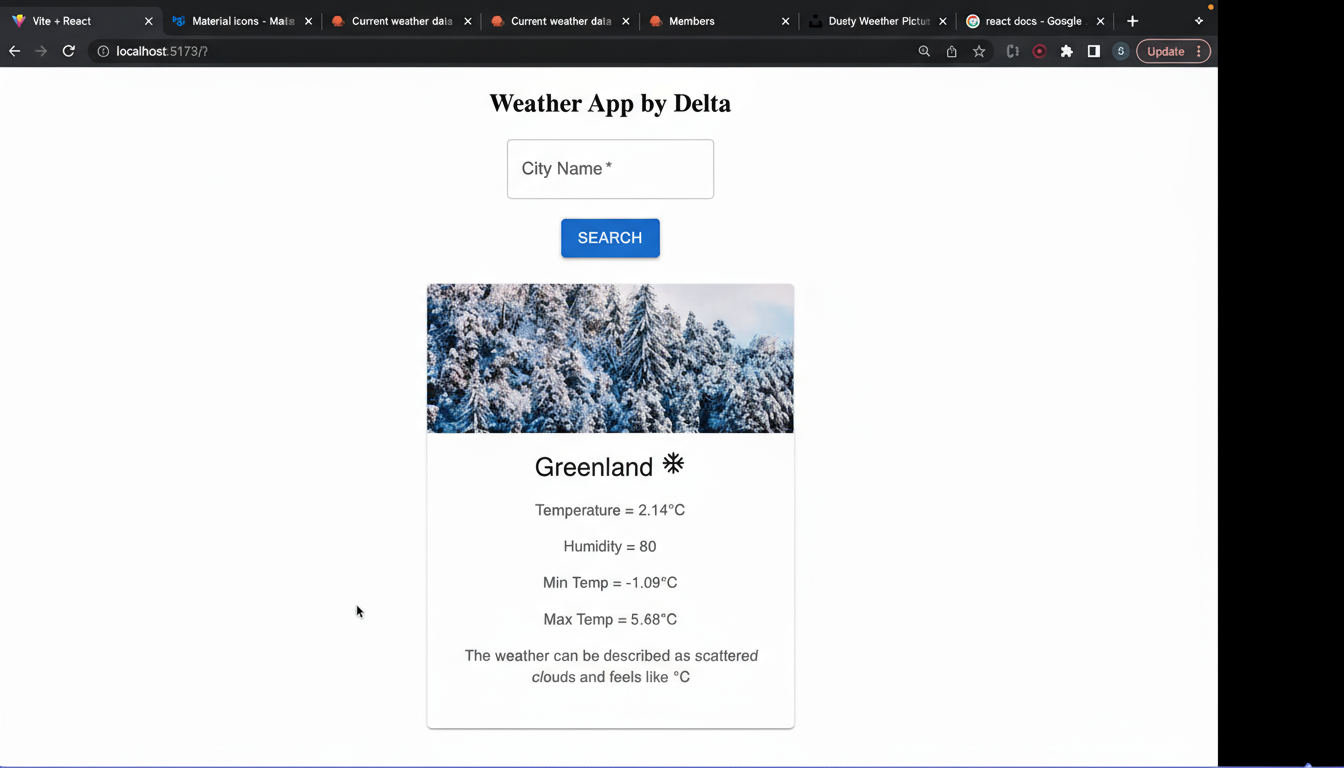 Vite + React
Material icons - Mate
Current weather data
Current weather data
Members
Dusty Weether Pictur
react docs - Gosgle
localhost:5173/?
S
Update
Weather App by Delta
City Name *
SEARCH
Greenland
Temperature = 2.14°C
Humidity = 80
Min Temp = -1.09°C
Max Temp = 5.68°C
The weather can be described as scattered
clouds and feels like °C